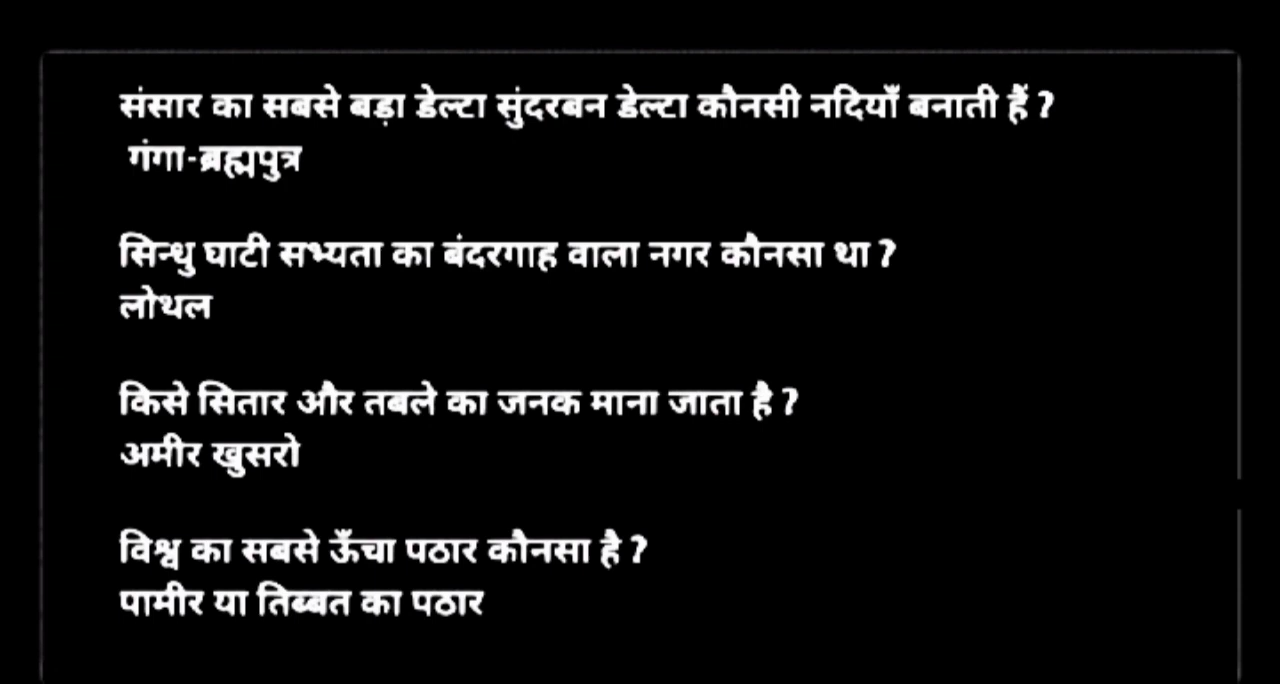 संसार का सबसे बड़ा डेल्टा सुंदरबन डेल्टा कौनसी नदियाँ बनाती हैं ?
गंगा-ब्रह्मपुत्र
सिन्धु घाटी सभ्यता का बंदरगाह वाला नगर कौनसा था ?
लोथल
किसे सितार और तबले का जनक माना जाता है ?
अमीर खुसरो
विश्व का सबसे ऊँचा पठार कौनसा है ?
पामीर या तिब्बत का पठार